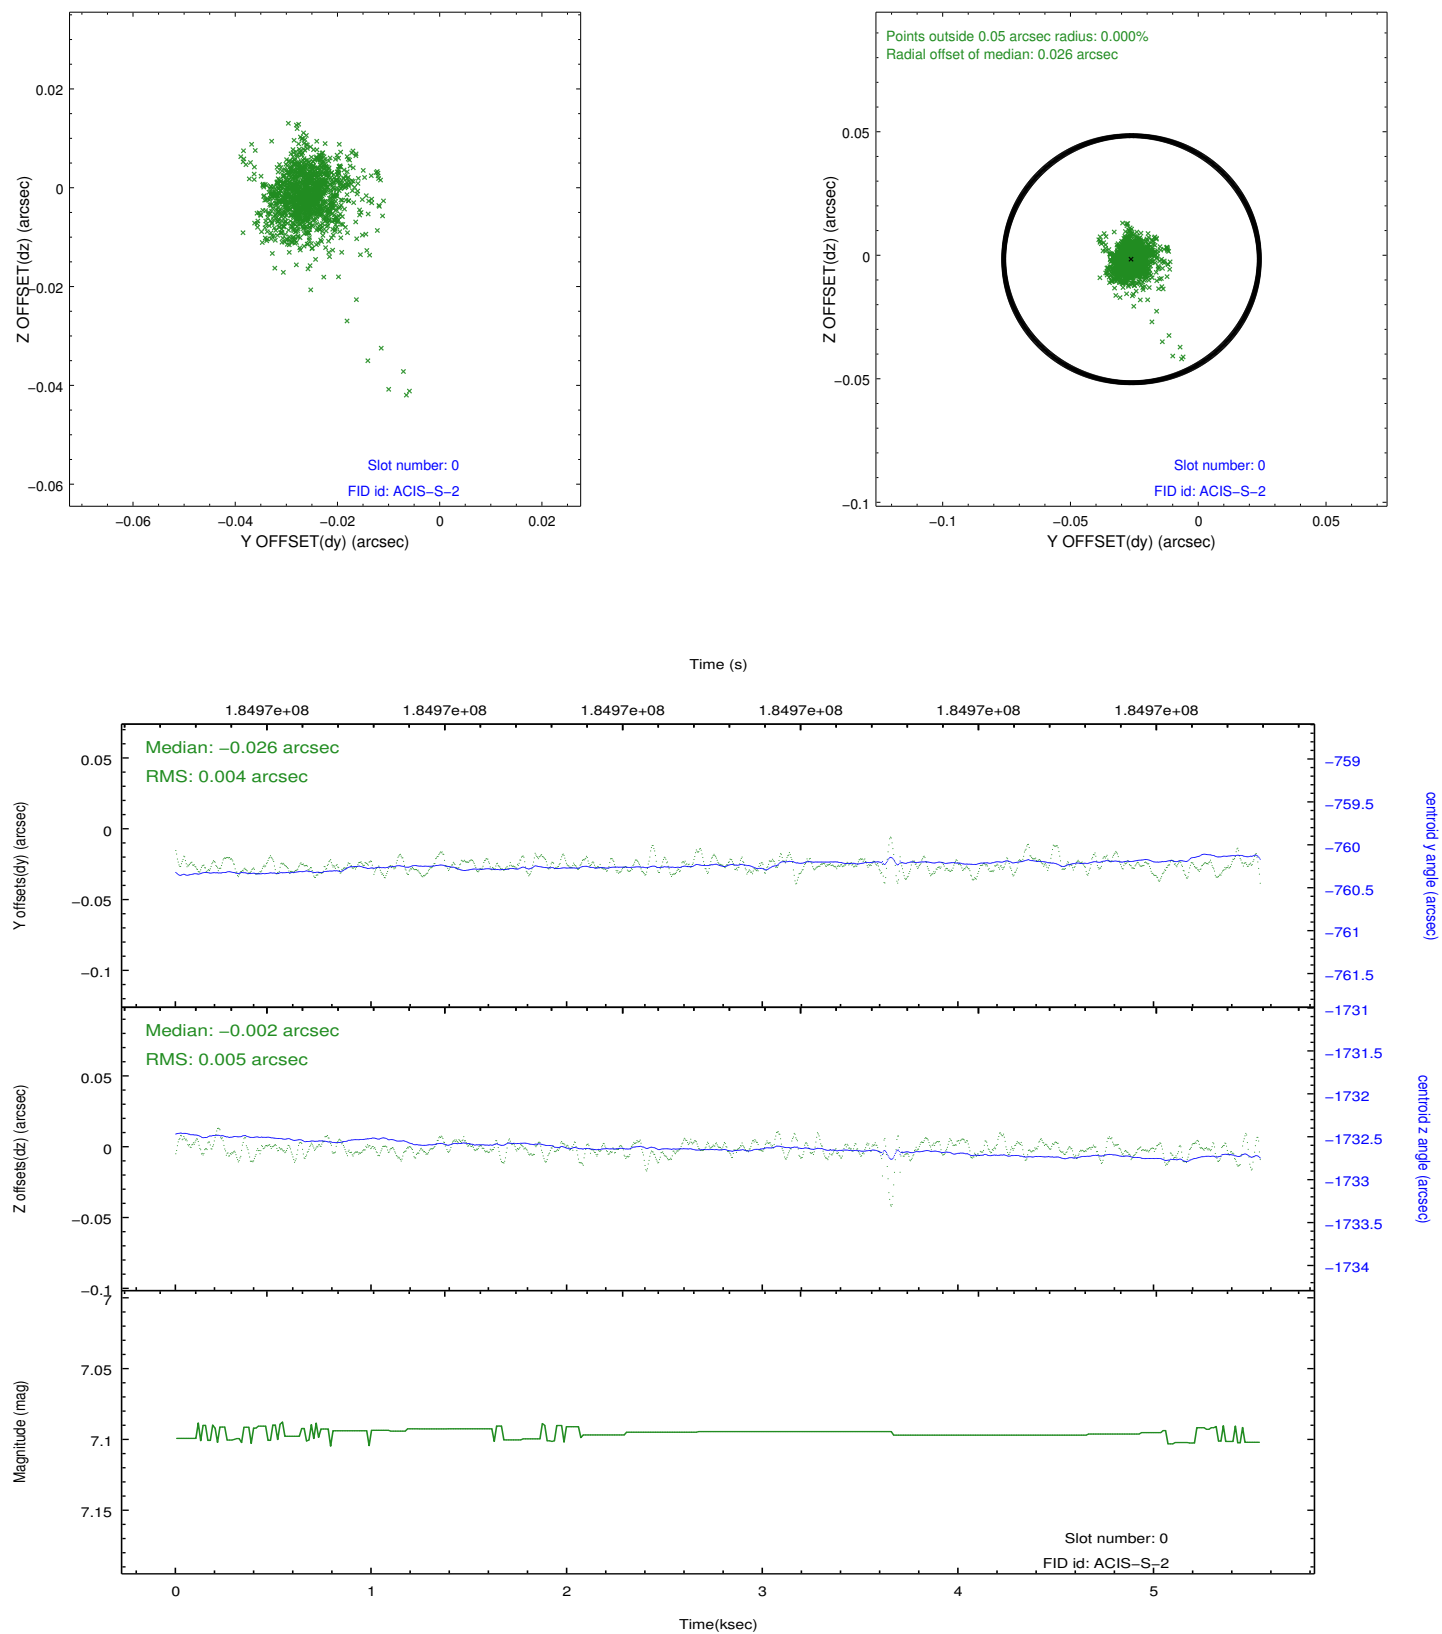 Points outside 0.05 arcsec radius: 0.000%
Radial offset of median: 0.026 arcsec
0.02
0
−0.02
−0.04
−0.06
Z OFFSET(dz) (arcsec)
Slot number: 0
FID id: ACIS−S−2
−0.06
−0.04
−0.02
0
0.02
Y OFFSET(dy) (arcsec)
0.05
0
−0.05
−0.1
Z OFFSET(dz) (arcsec)
Slot number: 0
FID id: ACIS−S−2
−0.1
−0.05
0
0.05
Y OFFSET(dy) (arcsec)
Time (s)
1.8497e+08
1.8497e+08
1.8497e+08
1.8497e+08
1.8497e+08
1.8497e+08
Median: −0.026 arcsec
RMS: 0.004 arcsec
0.05
0
−0.05
−0.1
Y offsets(dy) (arcsec)
−759
−759.5
−760
−760.5
−761
−761.5
centroid y angle (arcsec)
Median: −0.002 arcsec
RMS: 0.005 arcsec
0.05
0
−0.05
−0.1
Z offsets(dz) (arcsec)
−1731
−1731.5
−1732
−1732.5
−1733
−1733.5
−1734
centroid z angle (arcsec)
7
7.05
7.1
7.15
Magnitude (mag)
Slot number: 0
FID id: ACIS−S−2
0
1
2
3
4
5
Time(ksec)